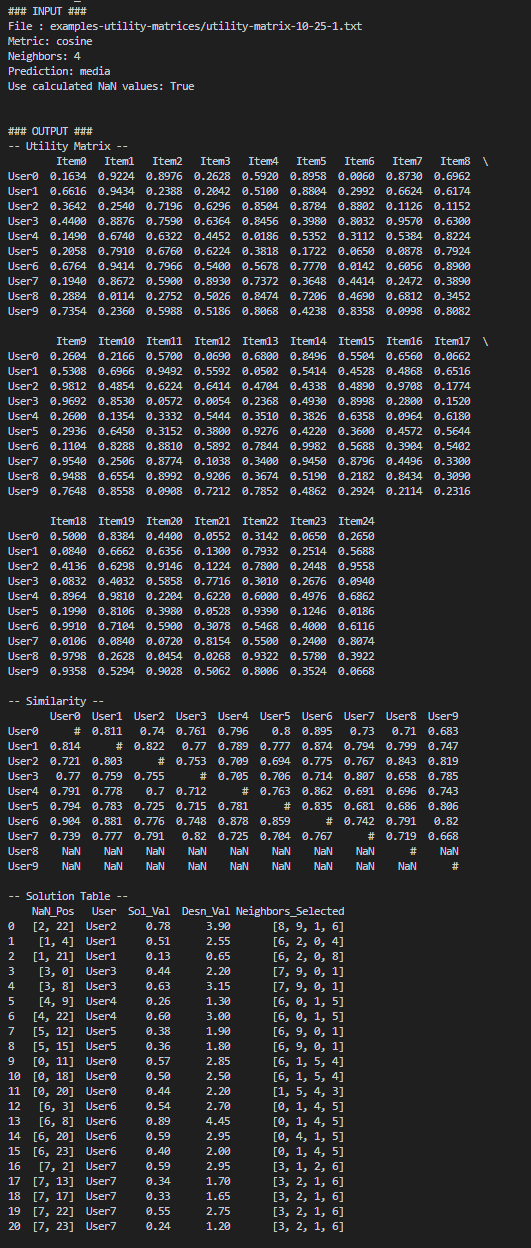 ### INPUT ###
File : examples-utility-matrices/utility-matrix-10-25-1.txt
Metric: cosine
Neighbors: 4
Prediction: media
Use calculated NaN values: True
### OUTPUT ###
-- Utility Matrix --
Item0 Item1 Item2 Item3 Item4 Item5 Item6 Item7 Item8 \
User0 0.1634 0.9224 0.8976 0.2628 0.5920 0.8958 0.0060 0.8730 0.6962
User1 0.6616 0.9434 0.2388 0.2042 0.5100 0.8804 0.2992 0.6624 0.6174
User2 0.3642 0.2540 0.7196 0.6296 0.8504 0.8784 0.8802 0.1126 0.1152
User3 0.4400 0.8876 0.7590 0.6364 0.8456 0.3980 0.8032 0.9570 0.6300
User4 0.1490 0.6740 0.6322 0.4452 0.0186 0.5352 0.3112 0.5384 0.8224
User5 0.2058 0.7910 0.6760 0.6224 0.3818 0.1722 0.0650 0.0878 0.7924
User6 0.6764 0.9414 0.7966 0.5400 0.5678 0.7770 0.0142 0.6056 0.8900
User7 0.1940 0.8672 0.5900 0.8930 0.7372 0.3648 0.4414 0.2472 0.3890
User8 0.2884 0.0114 0.2752 0.5026 0.8474 0.7206 0.4690 0.6812 0.3452
User9 0.7354 0.2360 0.5988 0.5186 0.8068 0.4238 0.8358 0.0998 0.8082
Item9 Item10 Item11 Item12 Item13 Item14 Item15 Item16 Item17 \
User0 0.2604 0.2166 0.5700 0.0690 0.6800 0.8496 0.5504 0.6560 0.0662
User1 0.5308 0.6966 0.9492 0.5592 0.0502 0.5414 0.4528 0.4868 0.6516
User2 0.9812 0.4854 0.6224 0.6414 0.4704 0.4338 0.4890 0.9708 0.1774
User3 0.9692 0.8530 0.0572 0.0054 0.2368 0.4930 0.8998 0.2800 0.1520
User4 0.2600 0.1354 0.3332 0.5444 0.3510 0.3826 0.6358 0.0964 0.6180
User5 0.2936 0.6450 0.3152 0.3800 0.9276 0.4220 0.3600 0.4572 0.5644
User6 0.1104 0.8288 0.8810 0.5892 0.7844 0.9982 0.5688 0.3904 0.5402
User7 0.9540 0.2506 0.8774 0.1038 0.3400 0.9450 0.8796 0.4496 0.3300
User8 0.9488 0.6554 0.8992 0.9206 0.3674 0.5190 0.2182 0.8434 0.3090
User9 0.7648 0.8558 0.0908 0.7212 0.7852 0.4862 0.2924 0.2114 0.2316
Item18 Item19 Item20 Item21 Item22 Item23 Item24
User0 0.5000 0.8384 0.4400 0.0552 0.3142 0.0650 0.2650
User1 0.0840 0.6662 0.6356 0.1300 0.7932 0.2514 0.5688
User2 0.4136 0.6298 0.9146 0.1224 0.7800 0.2448 0.9558
User3 0.0832 0.4032 0.5858 0.7716 0.3010 0.2676 0.0940
User4 0.8964 0.9810 0.2204 0.6220 0.6000 0.4976 0.6862
User5 0.1990 0.8106 0.3980 0.0528 0.9390 0.1246 0.0186
User6 0.9910 0.7104 0.5900 0.3078 0.5468 0.4000 0.6116
User7 0.0106 0.0840 0.0720 0.8154 0.5500 0.2400 0.8074
User8 0.9798 0.2628 0.0454 0.0268 0.9322 0.5780 0.3922
User9 0.9358 0.5294 0.9028 0.5062 0.8006 0.3524 0.0668
-- Similarity --
User0 User1 User2 User3 User4 User5 User6 User7 User8 User9
User0 # 0.811 0.74 0.761 0.796 0.8 0.895 0.73 0.71 0.683
User1 0.814 # 0.822 0.77 0.789 0.777 0.874 0.794 0.799 0.747
User2 0.721 0.803 # 0.753 0.709 0.694 0.775 0.767 0.843 0.819
User3 0.77 0.759 0.755 # 0.705 0.706 0.714 0.807 0.658 0.785
User4 0.791 0.778 0.7 0.712 # 0.763 0.862 0.691 0.696 0.743
User5 0.794 0.783 0.725 0.715 0.781 # 0.835 0.681 0.686 0.806
User6 0.904 0.881 0.776 0.748 0.878 0.859 # 0.742 0.791 0.82
User7 0.739 0.777 0.791 0.82 0.725 0.704 0.767 # 0.719 0.668
User8 NaN NaN NaN NaN NaN NaN NaN NaN # NaN
User9 NaN NaN NaN NaN NaN NaN NaN NaN NaN #
-- Solution Table --
NaN_Pos User Sol_Val Desn_Val Neighbors_Selected
0 [2, 22] User2 0.78 3.90 [8, 9, 1, 6]
1 [1, 4] User1 0.51 2.55 [6, 2, 0, 4]
2 [1, 21] User1 0.13 0.65 [6, 2, 0, 8]
3 [3, 0] User3 0.44 2.20 [7, 9, 0, 1]
4 [3, 8] User3 0.63 3.15 [7, 9, 0, 1]
5 [4, 9] User4 0.26 1.30 [6, 0, 1, 5]
6 [4, 22] User4 0.60 3.00 [6, 0, 1, 5]
7 [5, 12] User5 0.38 1.90 [6, 9, 0, 1]
8 [5, 15] User5 0.36 1.80 [6, 9, 0, 1]
9 [0, 11] User0 0.57 2.85 [6, 1, 5, 4]
10 [0, 18] User0 0.50 2.50 [6, 1, 5, 4]
11 [0, 20] User0 0.44 2.20 [1, 5, 4, 3]
12 [6, 3] User6 0.54 2.70 [0, 1, 4, 5]
13 [6, 8] User6 0.89 4.45 [0, 1, 4, 5]
14 [6, 20] User6 0.59 2.95 [0, 4, 1, 5]
15 [6, 23] User6 0.40 2.00 [0, 1, 4, 5]
16 [7, 2] User7 0.59 2.95 [3, 1, 2, 6]
17 [7, 13] User7 0.34 1.70 [3, 2, 1, 6]
18 [7, 17] User7 0.33 1.65 [3, 2, 1, 6]
19 [7, 22] User7 0.55 2.75 [3, 2, 1, 6]
20 [7, 23] User7 0.24 1.20 [3, 2, 1, 6]